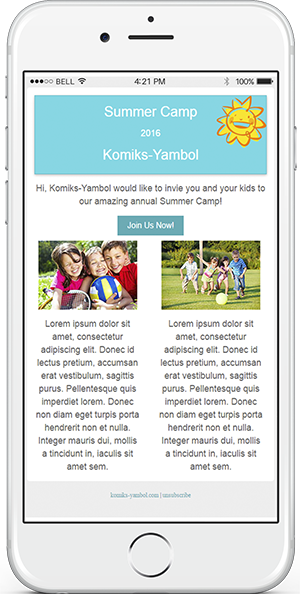 BELL 4:21 PM 100%
Summer Camp
2016
Komiks-Yambol
Hi, Komiks-Yambol would like to invie you and your kids to
our amazing annual Summer Camp!
Join Us Now!
Lorem ipsum dolor sit
amet, consectetur
adipiscing elit. Donec id
lectus pretium, accumsan
erat vestibulum, sagittis
purus. Pellentesque quis
imperdiet lorem. Donec
non diam eget turpis porta
hendrerit non et nulla.
Integer mauris dui, mollis
a tincidunt in, iaculis sit
amet sem.
Lorem ipsum dolor sit
amet, consectetur
adipiscing elit. Donec id
lectus pretium, accumsan
erat vestibulum, sagittis
purus. Pellentesque quis
imperdiet lorem. Donec
non diam eget turpis porta
hendrerit non et nulla.
Integer mauris dui, mollis
a tincidunt in, iaculis sit
amet sem.
komiks-yambol.com | unsubscribe